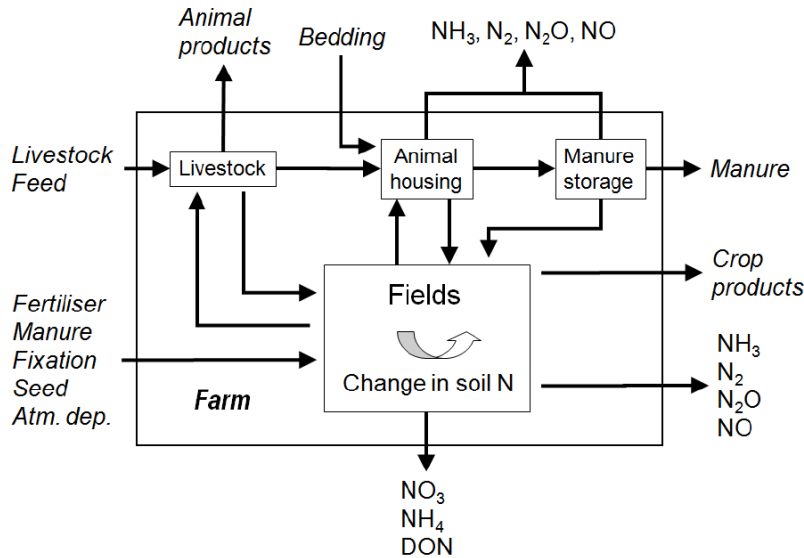 Animal
products
Bedding
NH₃, N₂, N₂O, NO
Livestock
Feed
Livestock
Animal
housing
Manure
storage
Manure
Fields
Change in soil N
Crop
products
Fertiliser
Manure
Fixation
Seed
Atm. dep.
Farm
NH₃
N₂
N₂O
NO
NO₃
NH₄
DON